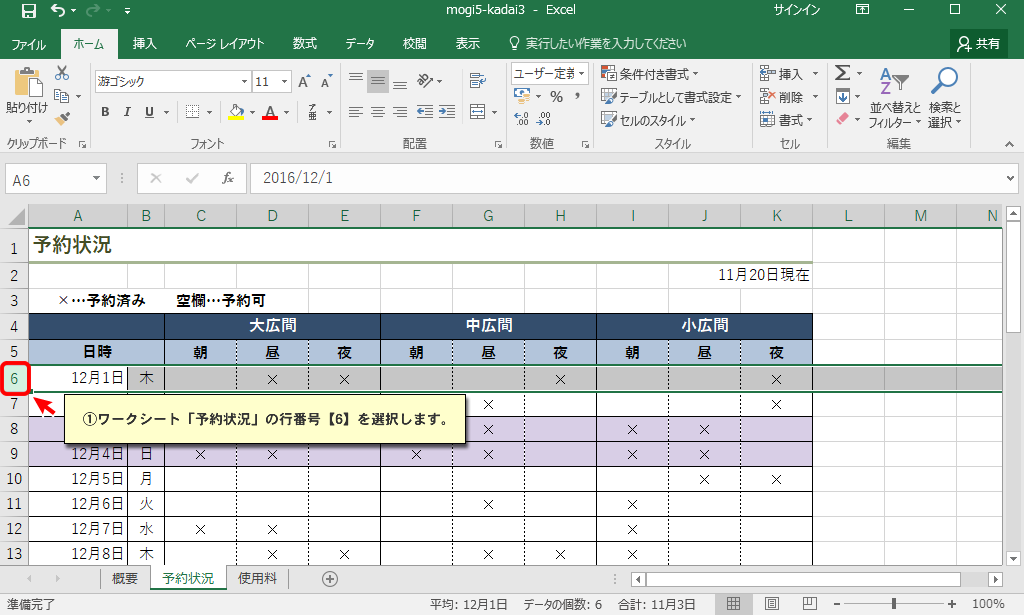 mogi5-kadai3 - Excel サインイン
ファイル ホーム 挿入 ページ レイアウト 数式 データ 校閲 表示 実行したい作業を入力してください 共有
貼り付け
游ゴシック 11 A A
B I U A
ユーザー定義
% ,
条件付き書式
テーブルとして書式設定
セルのスタイル
挿入
削除
書式
Σ
並べ替えと
フィルター
検索と
選択
クリップボード フォント 配置 数値 スタイル セル 編集
A6 fx 2016/12/1
A B C D E F G H I J K L M N
1 予約状況
2 11月20日現在
3 ×…予約済み 空欄…予約可
4 大広間 中広間 小広間
5 日時 朝 昼 夜 朝 昼 夜 朝 昼 夜
6 12月1日 木 × × × ×
7 × ×
①ワークシート「予約状況」の行番号【6】を選択します。
8 × × ×
9 12月4日 日 × × × × × ×
10 12月5日 月 × ×
11 12月6日 火 × ×
12 12月7日 水 × × ×
13 12月8日 木 × × × × ×
概要 予約状況 使用料
準備完了 平均: 12月1日 データの個数: 6 合計: 11月3日 100%